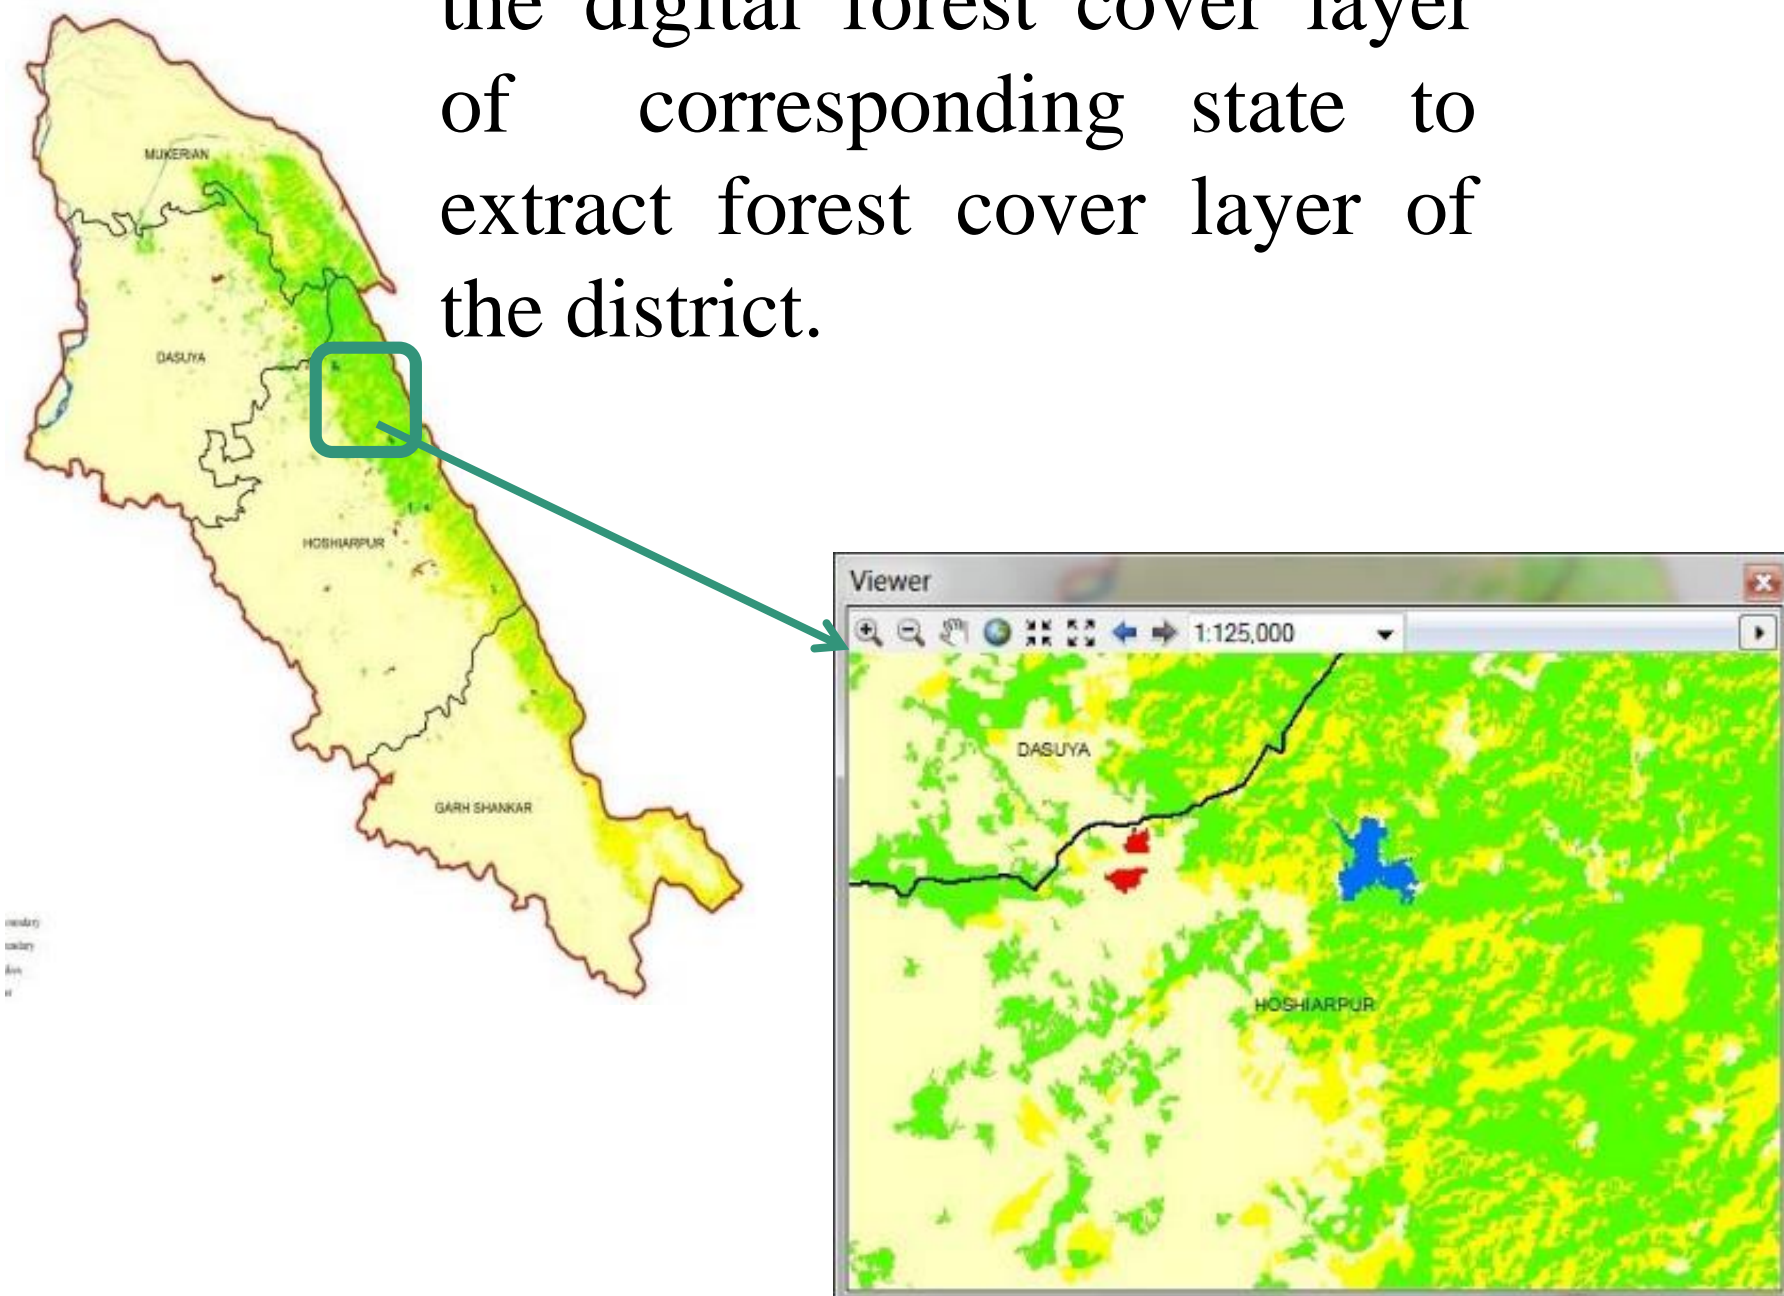 the digital forest cover layer
of corresponding state to
extract forest cover layer of
the district.
MUKERIAN
DASUYA
HOSHIARPUR
GARH SHANKAR
Viewer
1:125,000
DASUYA
HOSHIARPUR